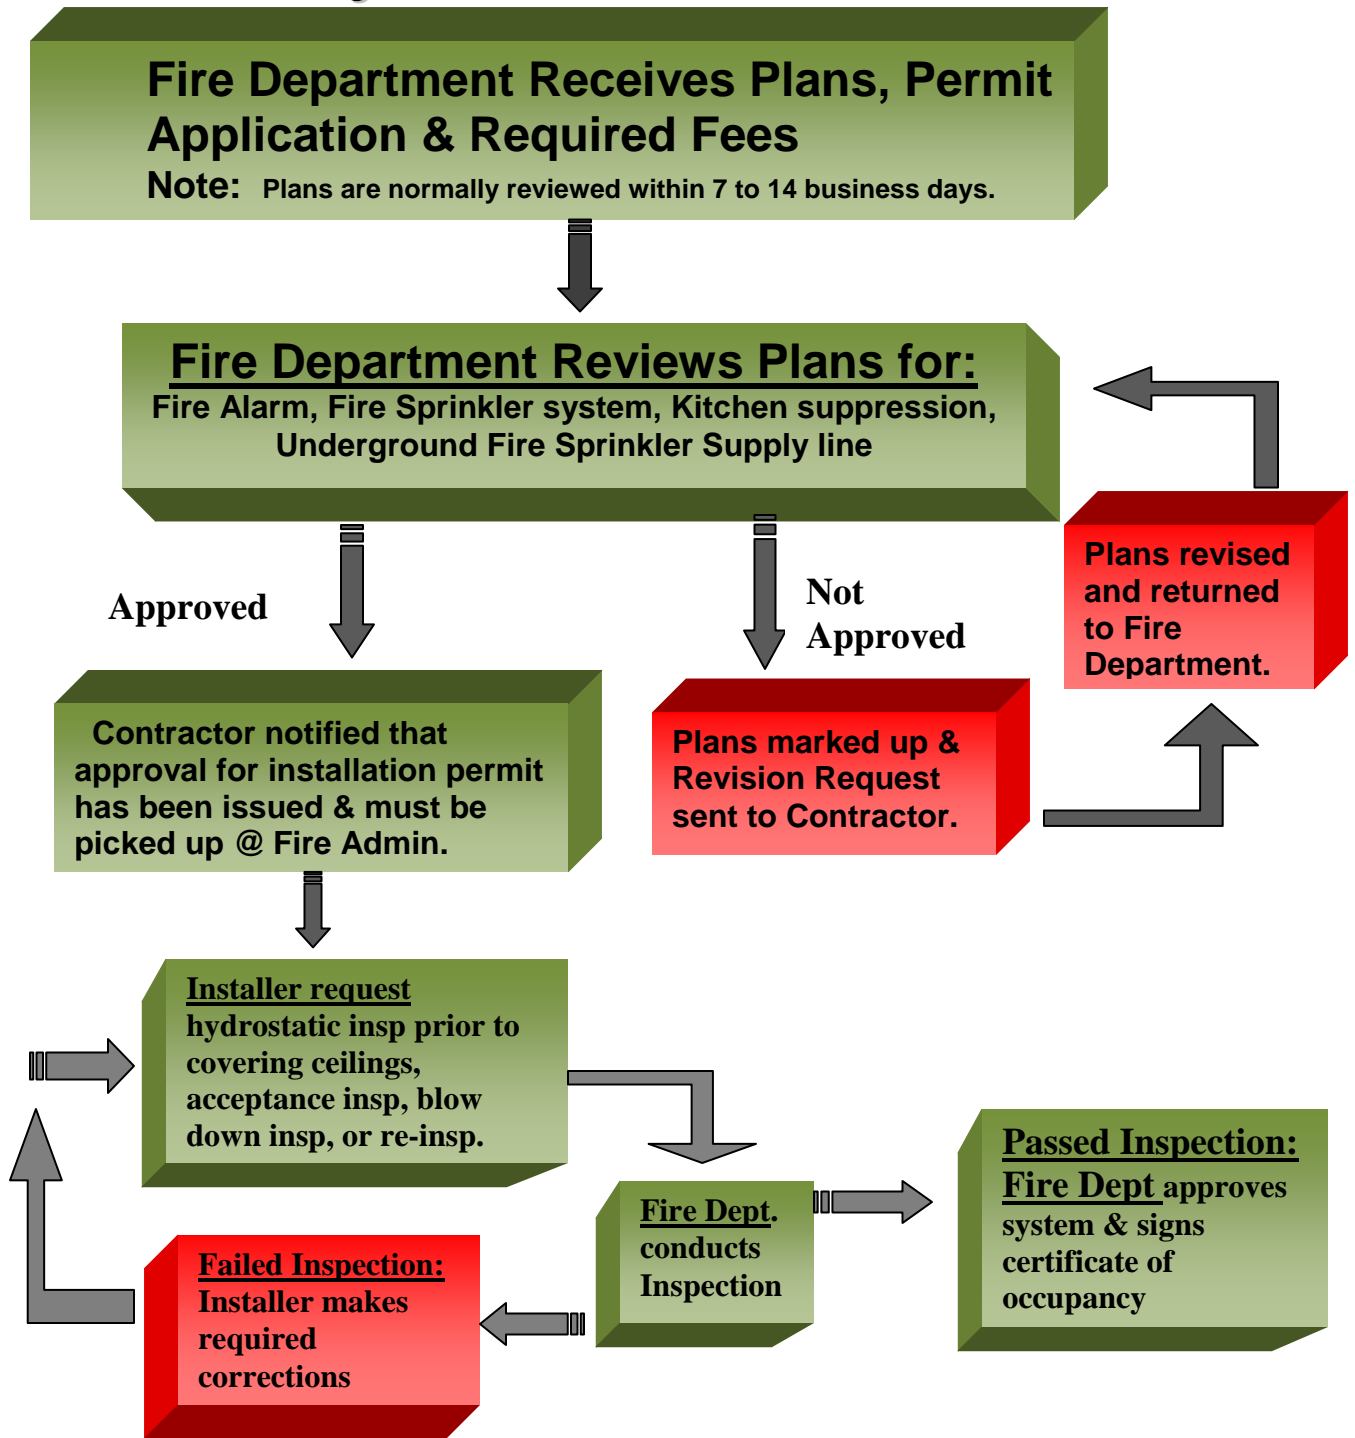 Fire Department Receives Plans, Permit
Application & Required Fees
Note: Plans are normally reviewed within 7 to 14 business days.
Fire Department Reviews Plans for:
Fire Alarm, Fire Sprinkler system, Kitchen suppression,
Underground Fire Sprinkler Supply line
Approved
Not
Approved
Plans revised
and returned
to Fire
Department.
Contractor notified that
approval for installation permit
has been issued & must be
picked up @ Fire Admin.
Plans marked up &
Revision Request
sent to Contractor.
Installer request
hydrostatic insp prior to
covering ceilings,
acceptance insp, blow
down insp, or re-insp.
Fire Dept.
conducts
Inspection
Passed Inspection:
Fire Dept approves
system & signs
certificate of
occupancy
Failed Inspection:
Installer makes
required
corrections